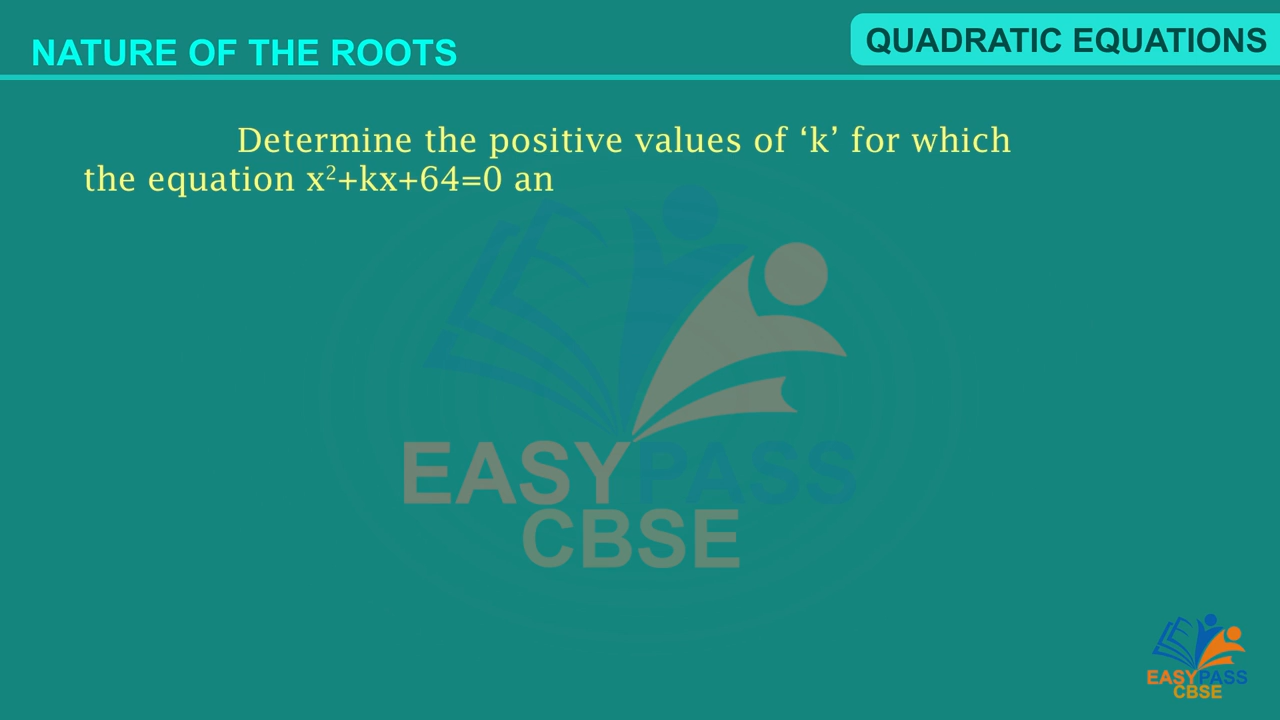 NATURE OF THE ROOTS
QUADRATIC EQUATIONS
Determine the positive values of ‘k’ for which
the equation x²+kx+64=0 an
EASYPASS
CBSE
EASYPASS
CBSE